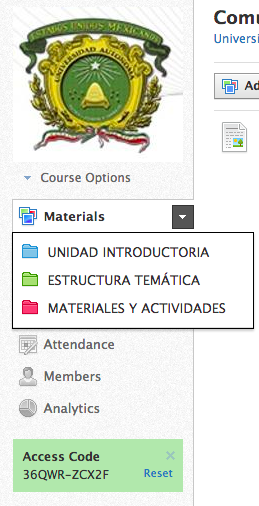 ESTADOS UNIDOS MEXICANOS
UNIVERSIDAD AUTONOMA
Course Options
Materials
UNIDAD INTRODUCTORIA
ESTRUCTURA TEMÁTICA
MATERIALES Y ACTIVIDADES
Attendance
Members
Analytics
Access Code
36QWR-ZCX2F Reset
Comu
Universi
Ad